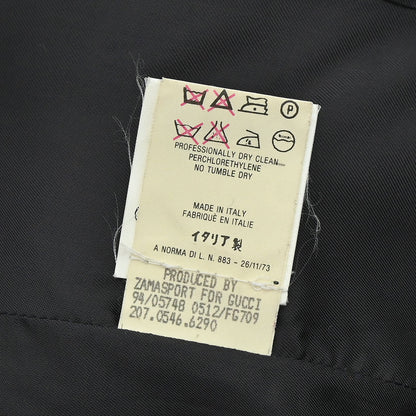 P
PROFESSIONALLY DRY CLEAN
PERCHLORETHYLENE
NO TUMBLE DRY
MADE IN ITALY
FABRIQUÉ EN ITALIE
イタリア製
A NORMA DI L. N. 883 - 26/11/73
PRODUCED BY
ZAMASPORT FOR GUCCI
94/05748 0512/FG709
207.0546.6290